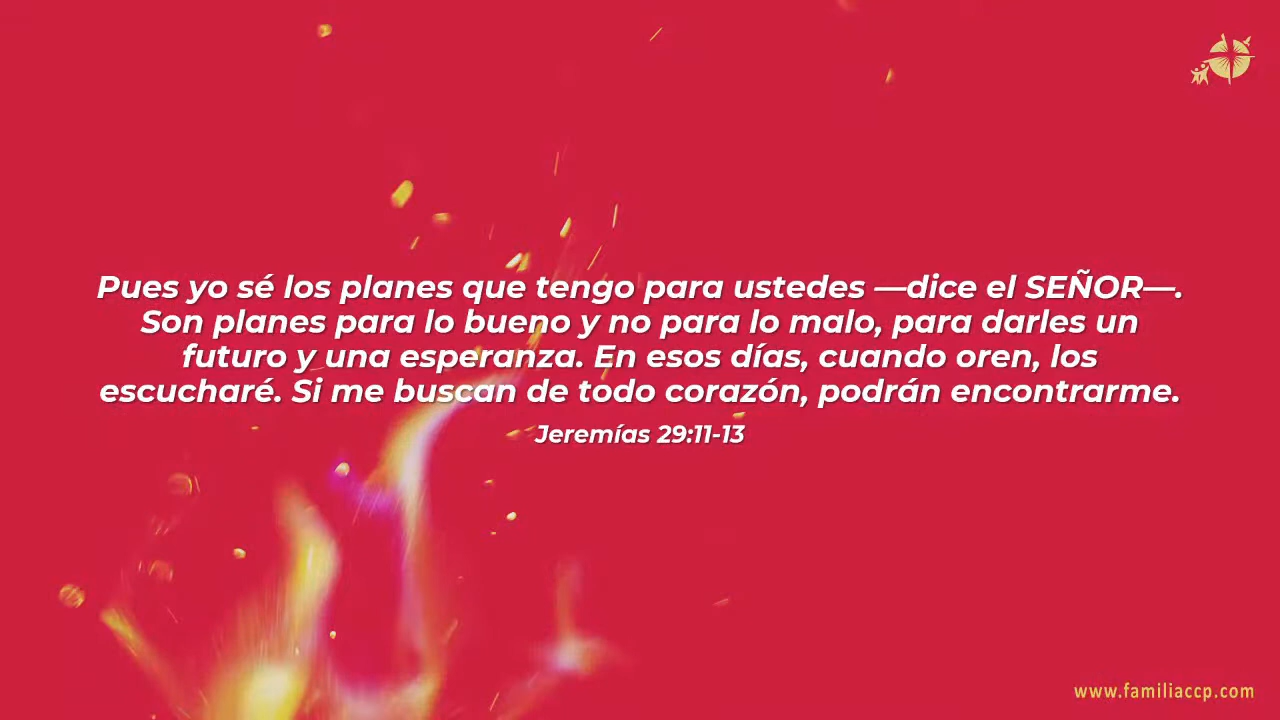 Pues yo sé los planes que tengo para ustedes —dice el SEÑOR—.
Son planes para lo bueno y no para lo malo, para darles un
futuro y una esperanza. En esos días, cuando oren, los
escucharé. Si me buscan de todo corazón, podrán encontrarme.
Jeremías 29:11-13
www.familiaccp.com